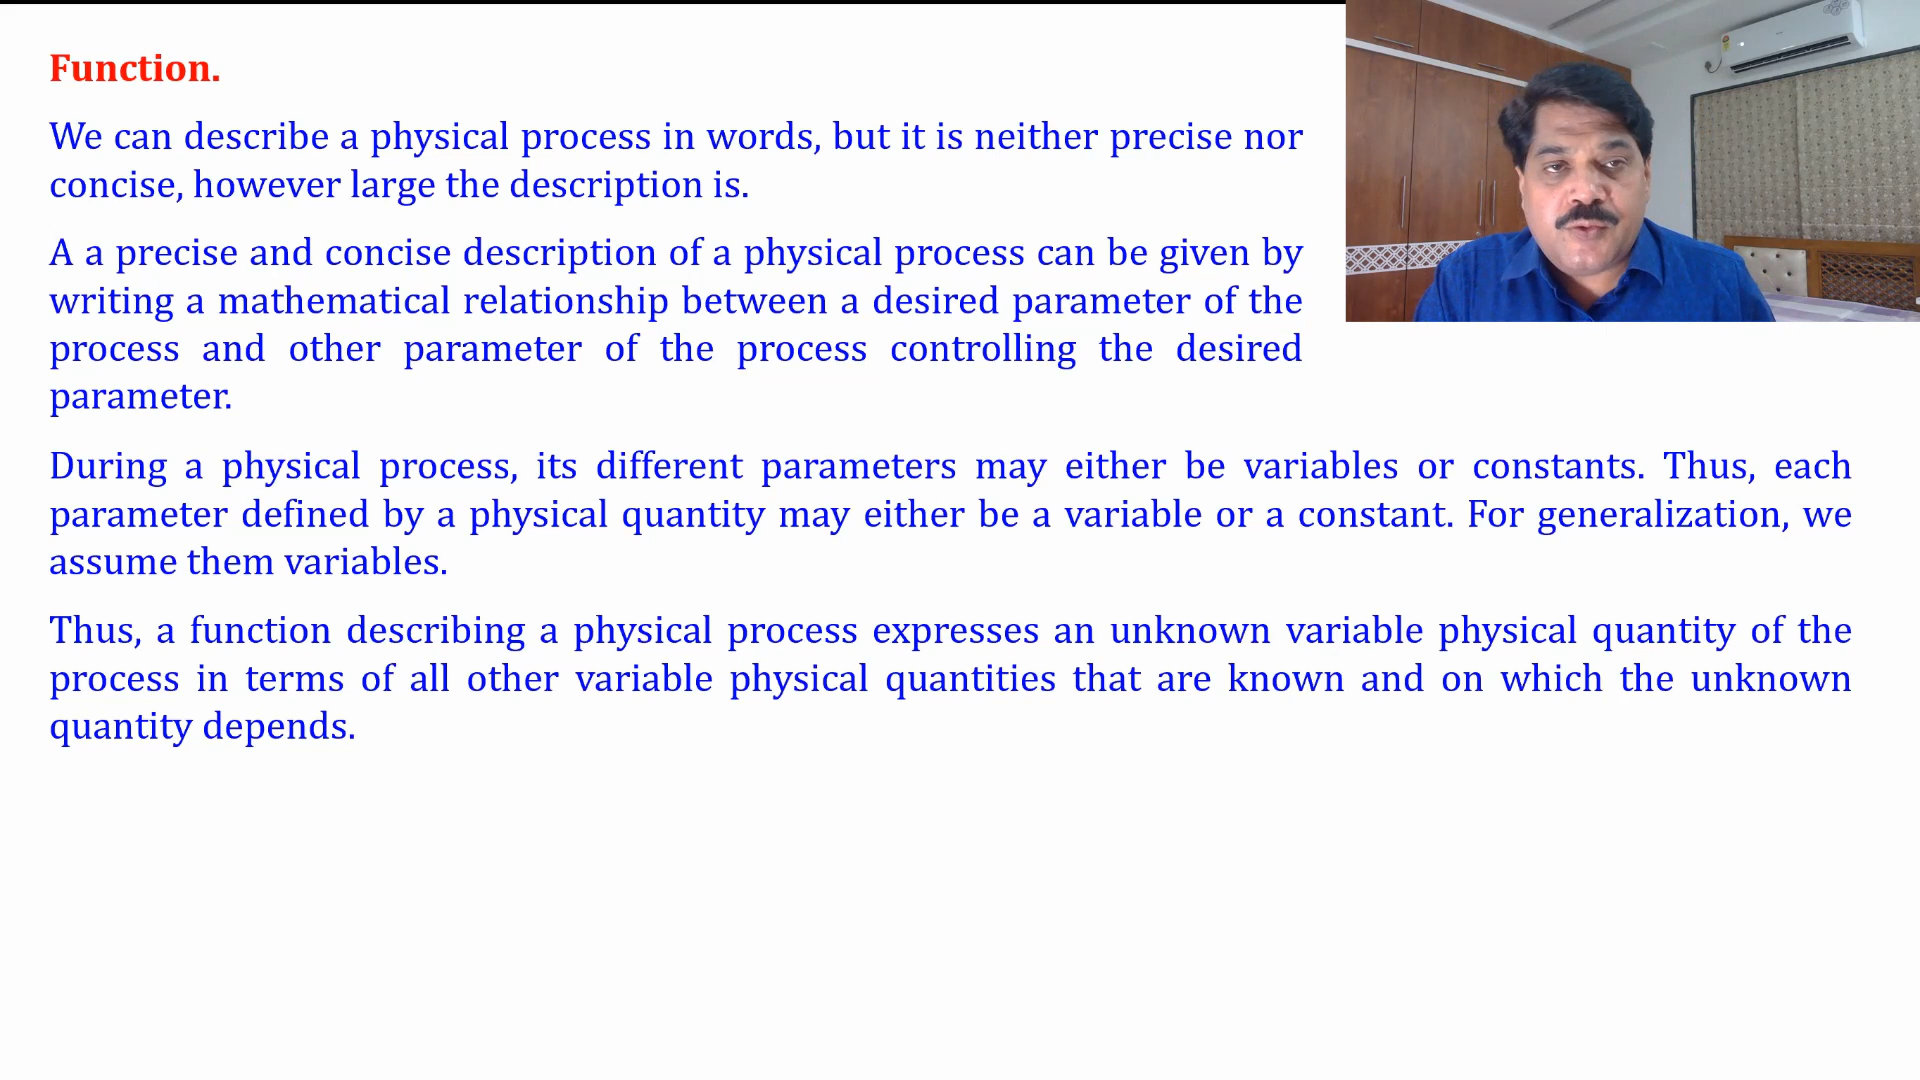 Function.
We can describe a physical process in words, but it is neither precise nor
concise, however large the description is.
A a precise and concise description of a physical process can be given by
writing a mathematical relationship between a desired parameter of the
process and other parameter of the process controlling the desired
parameter.
During a physical process, its different parameters may either be variables or constants. Thus, each
parameter defined by a physical quantity may either be a variable or a constant. For generalization, we
assume them variables.
Thus, a function describing a physical process expresses an unknown variable physical quantity of the
process in terms of all other variable physical quantities that are known and on which the unknown
quantity depends.